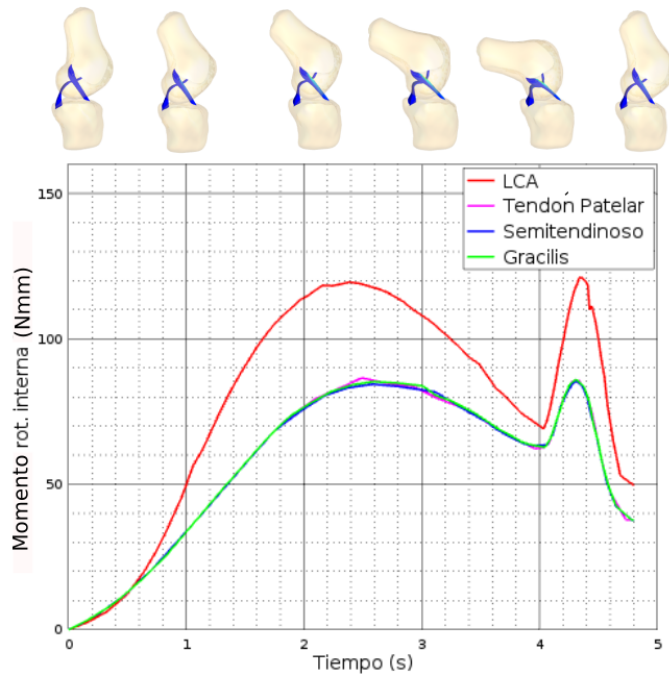 LCA
Tendón Patelar
Semitendinoso
Gracilis
Momento rot. interna (Nmm)
150
100
50
0
0 1 2 3 4 5
Tiempo (s)